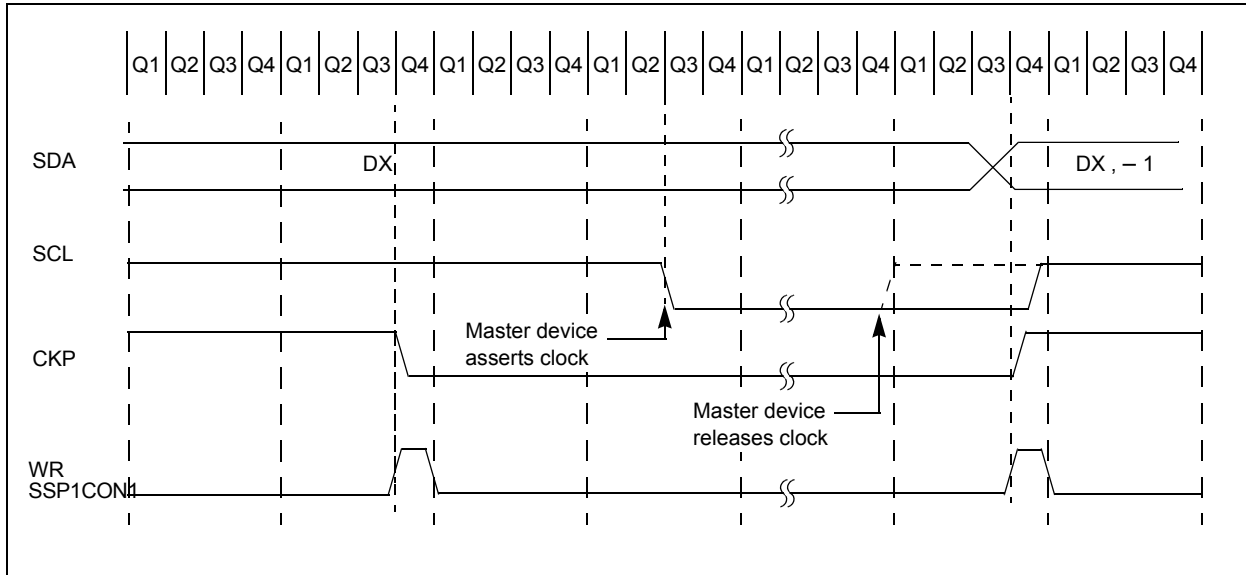 Q1 Q2 Q3 Q4 Q1 Q2 Q3 Q4 Q1 Q2 Q3 Q4 Q1 Q2 Q3 Q4 Q1 Q2 Q3 Q4 Q1 Q2 Q3 Q4 Q1 Q2 Q3 Q4
SDA
DX
DX , – 1
SCL
Master device
asserts clock
CKP
Master device
releases clock
WR
SSP1CON1